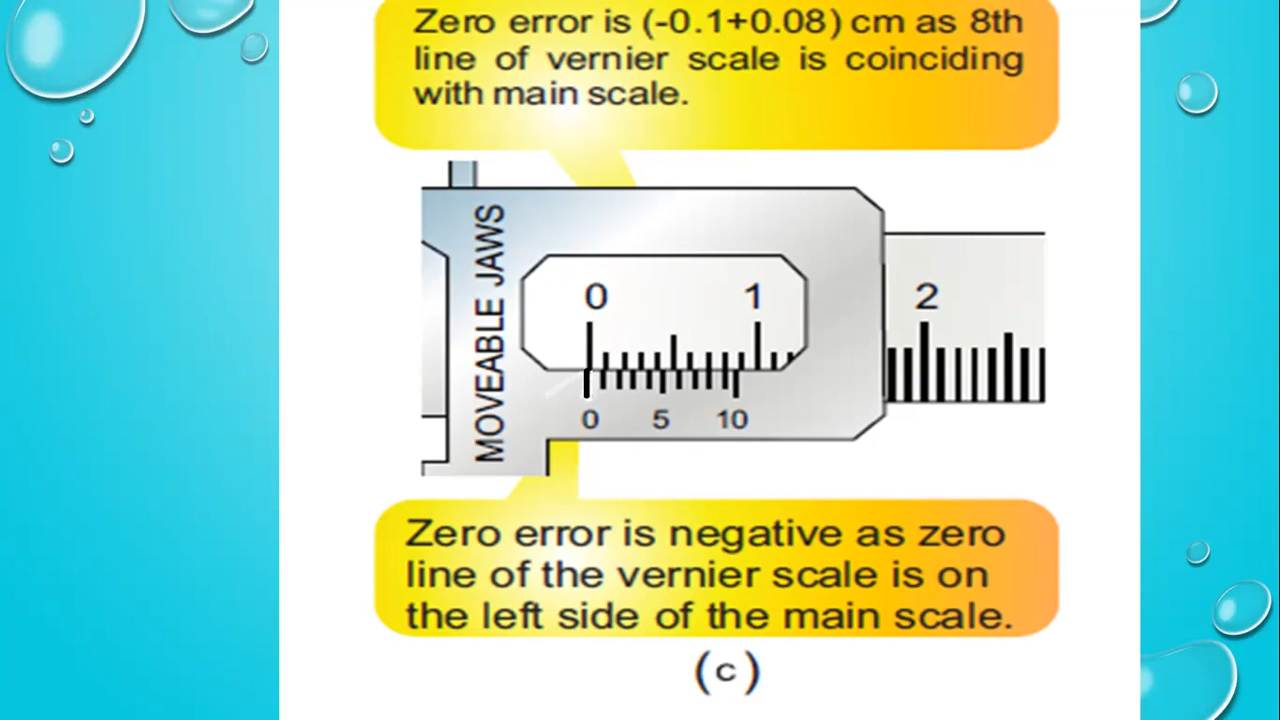 Zero error is (-0.1+0.08) cm as 8th
line of vernier scale is coinciding
with main scale.
MOVEABLE JAWS
0 1 2
0 5 10
Zero error is negative as zero
line of the vernier scale is on
the left side of the main scale.
(c)